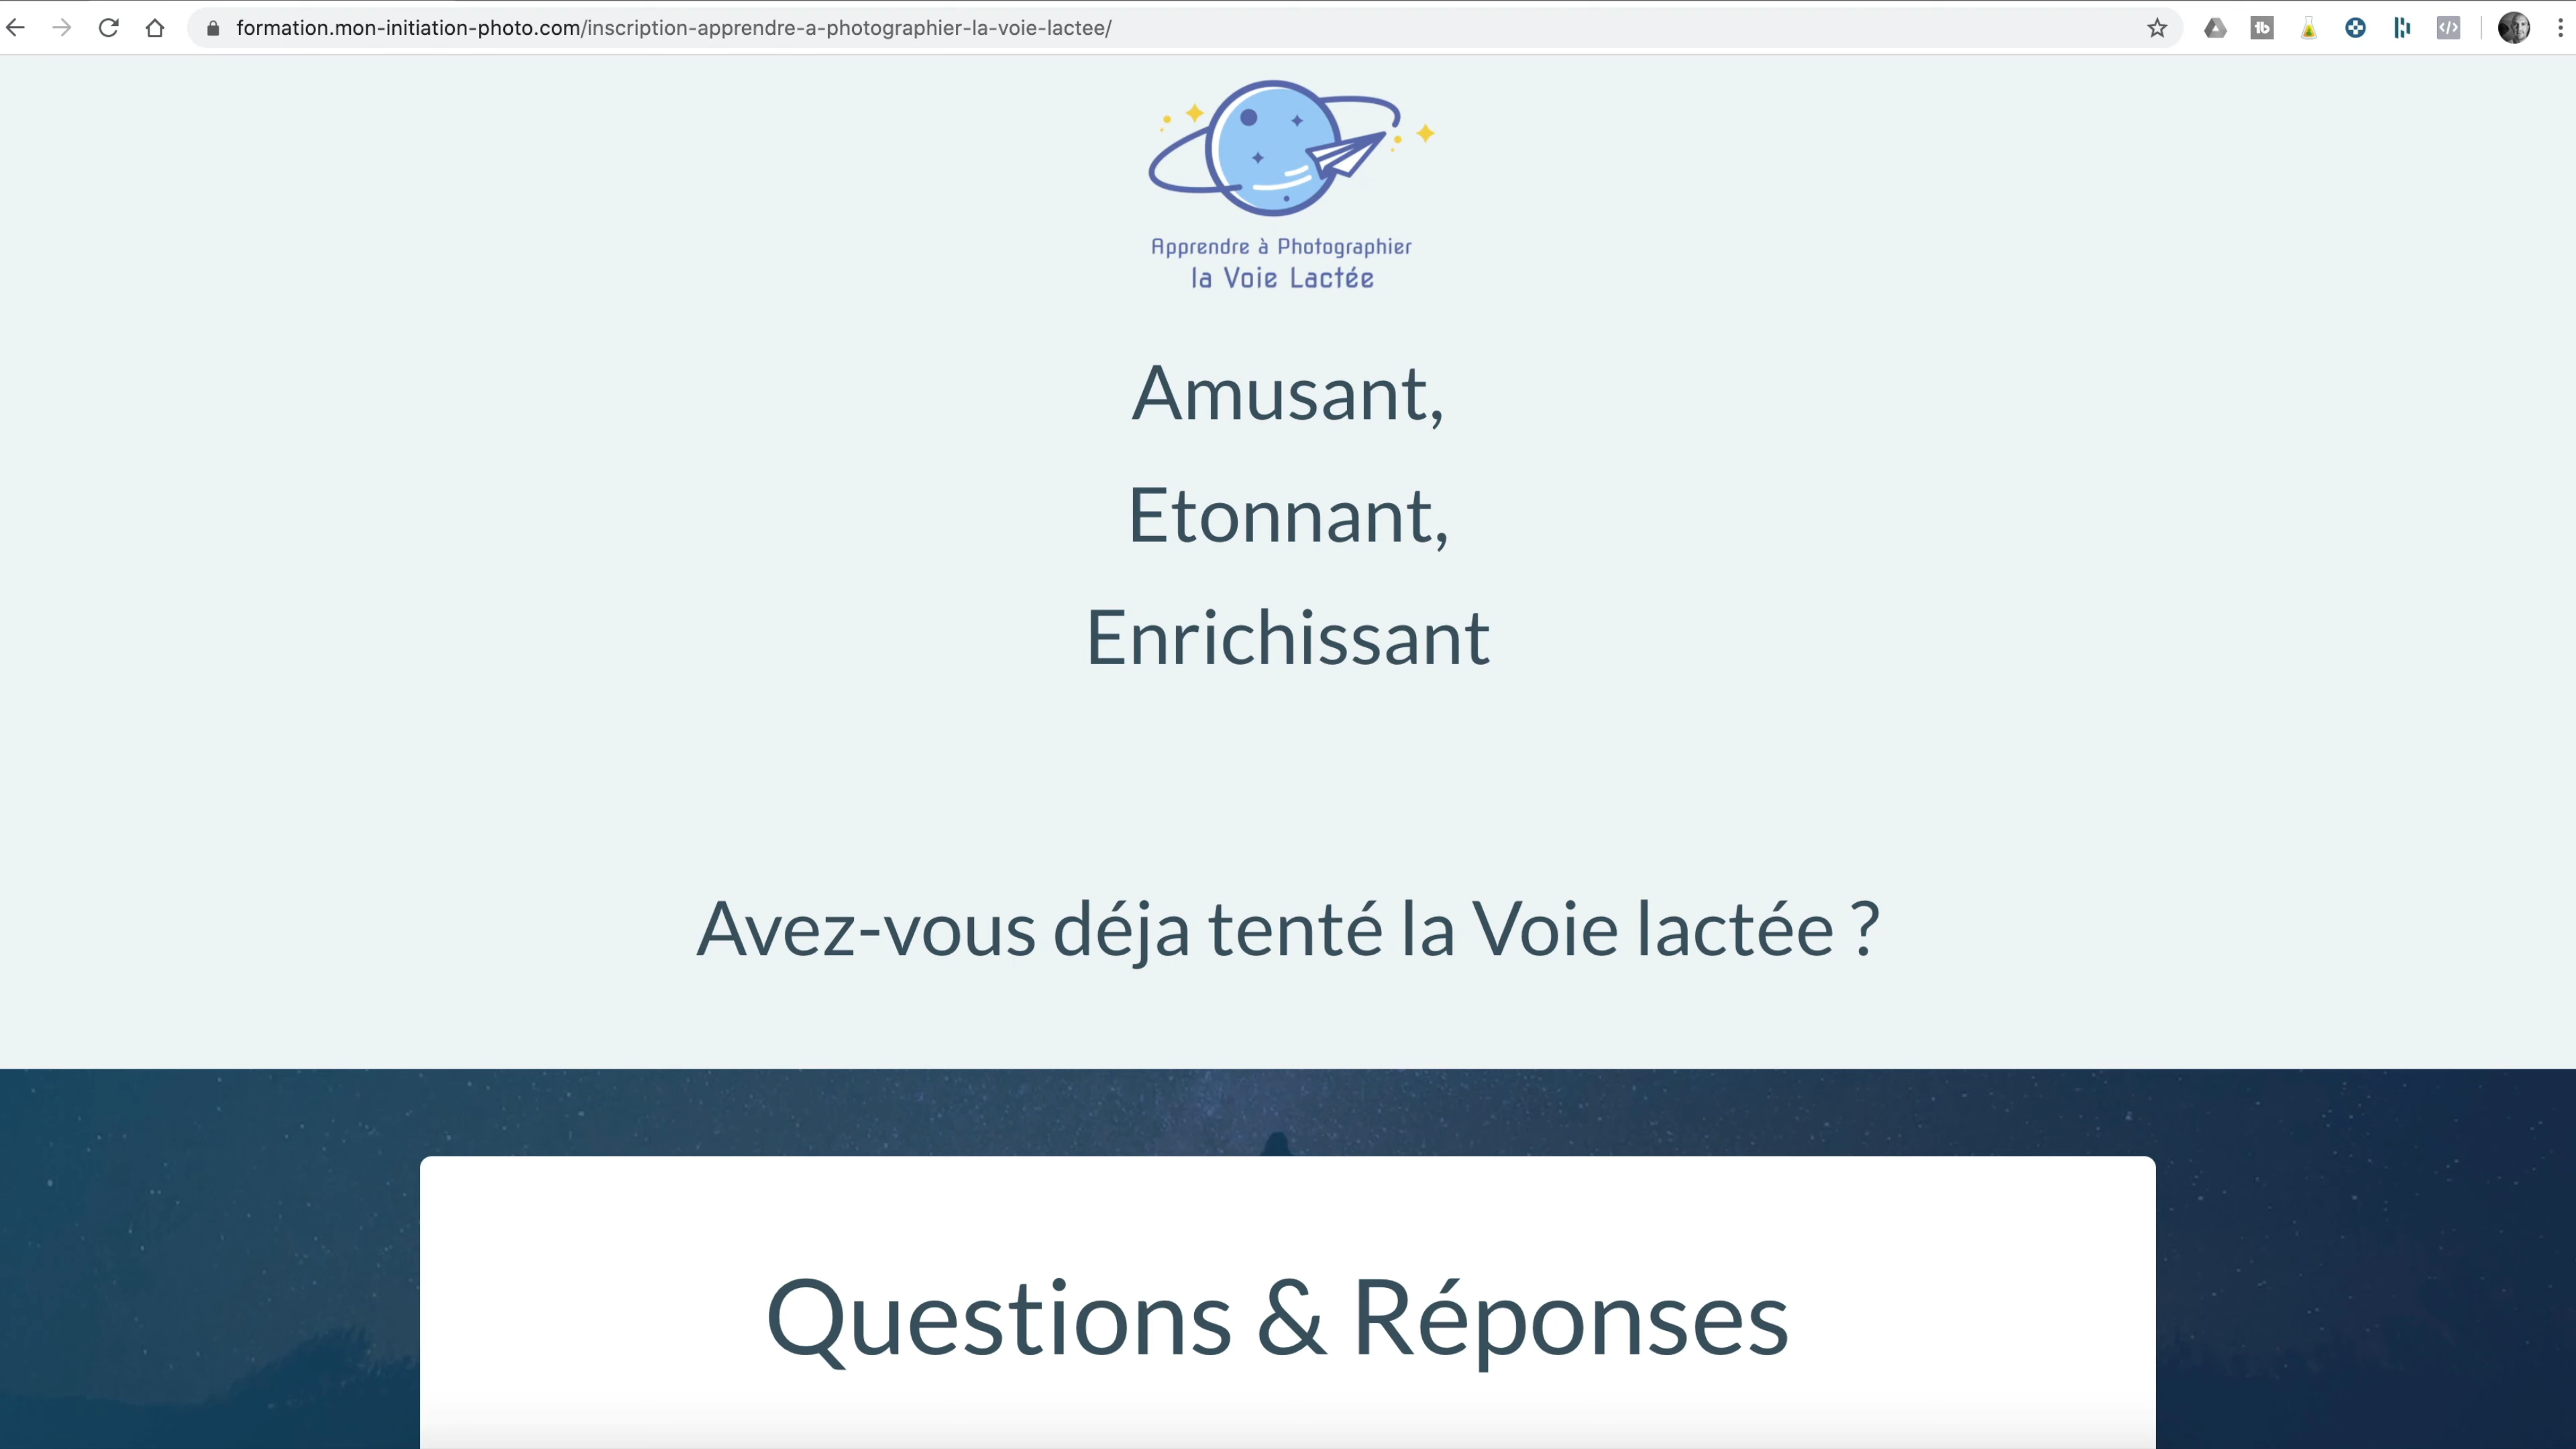 formation.mon-initiation-photo.com/inscription-apprendre-a-photographier-la-voie-lactee/
Apprendre à Photographier
la Voie Lactée
Amusant,
Etonnant,
Enrichissant
Avez-vous déja tenté la Voie lactée ?
Questions & Réponses